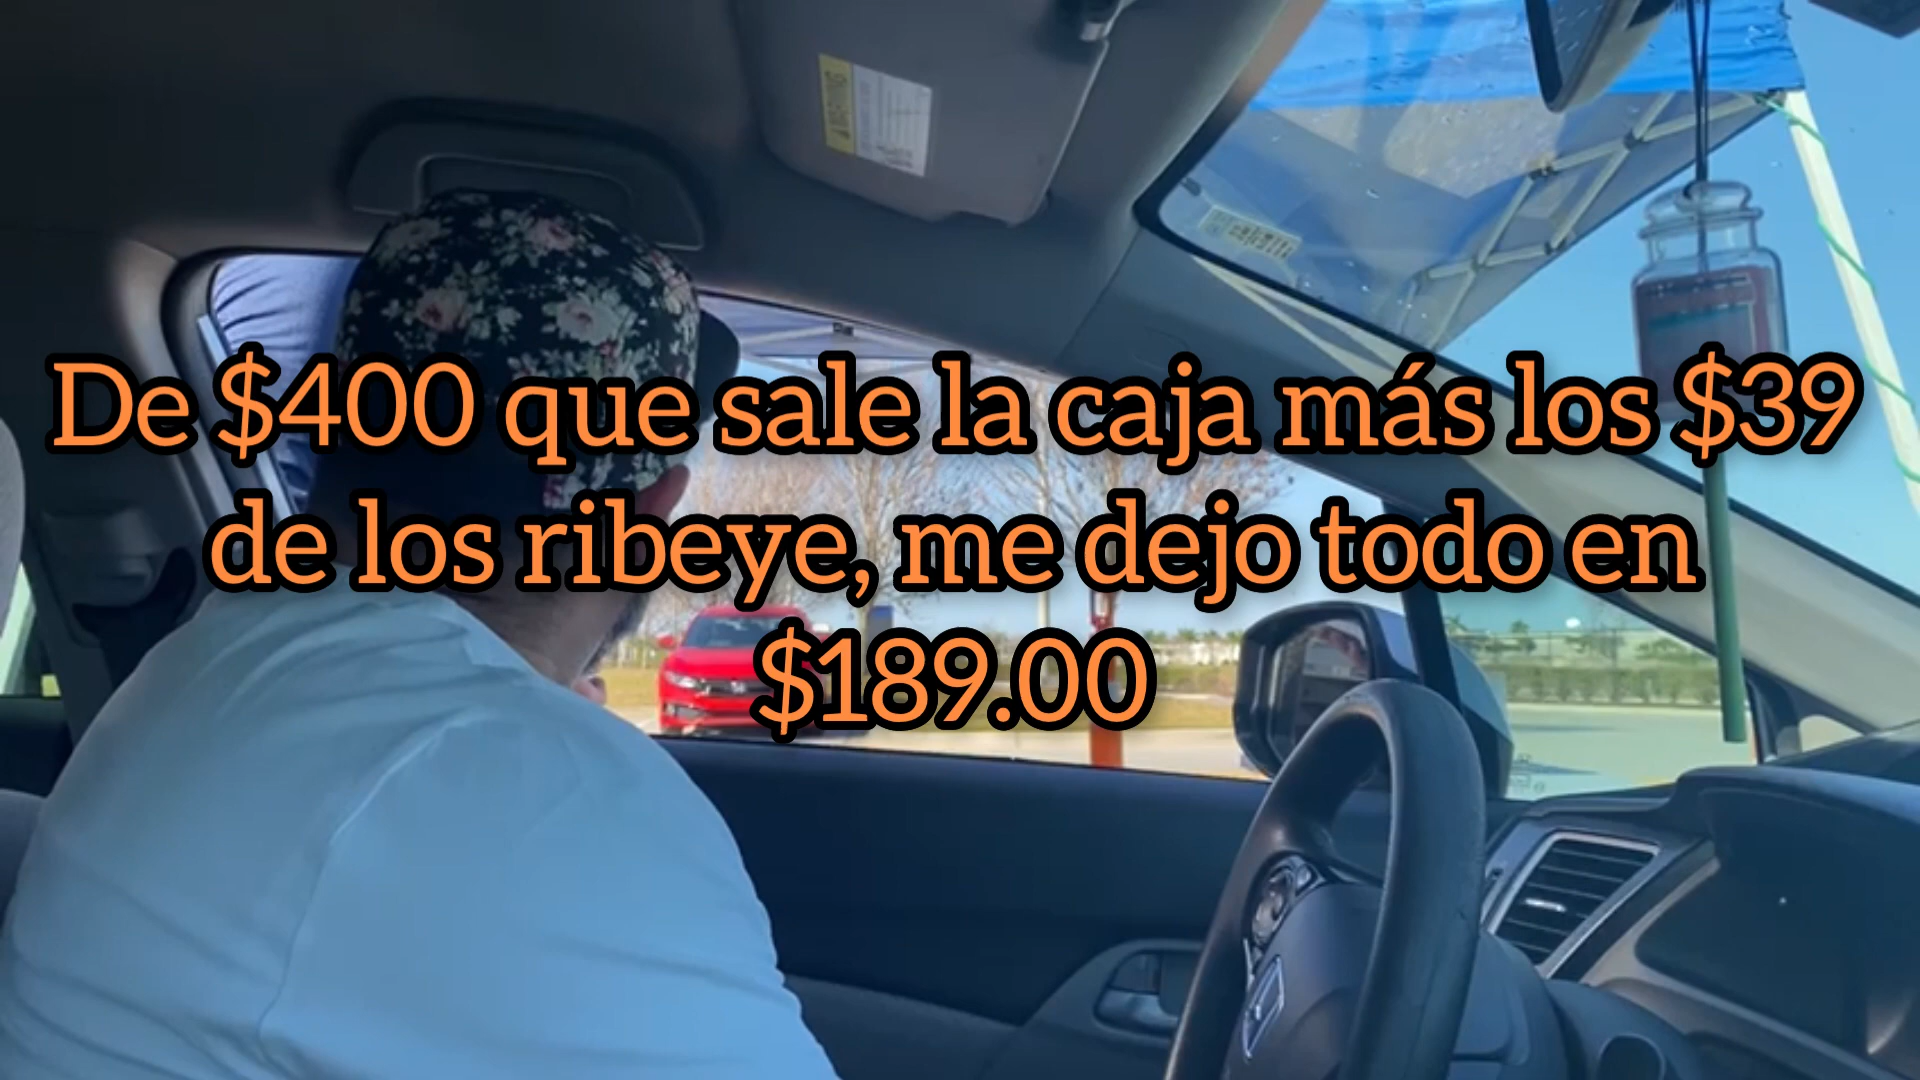 De $400 que sale la caja más los $39
de los ribeye, me dejo todo en
$189.00